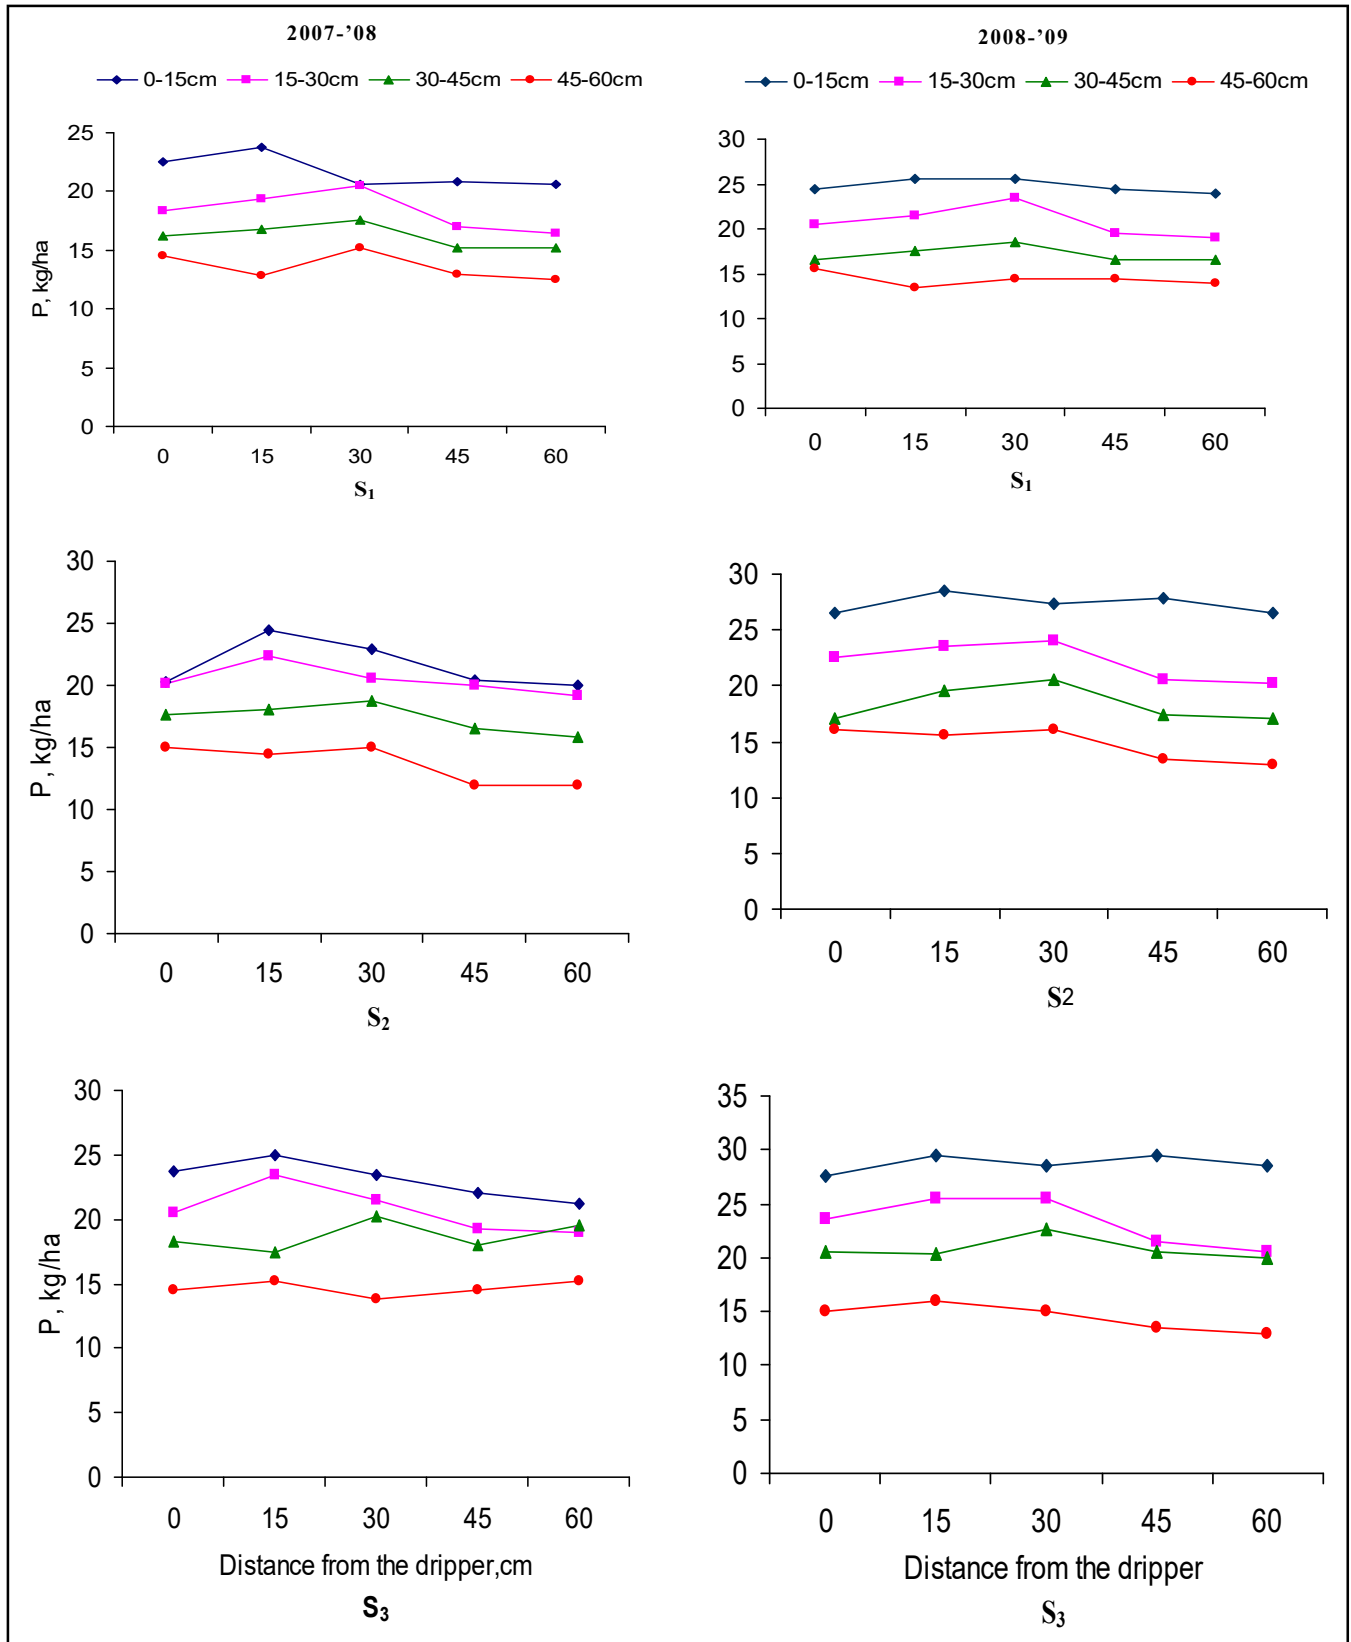 2007-’08
0-15cm 15-30cm 30-45cm 45-60cm
25
20
15
10
5
0
P, kg/ha
0 15 30 45 60
S₁
2008-’09
0-15cm 15-30cm 30-45cm 45-60cm
30
25
20
15
10
5
0
0 15 30 45 60
S₁
30
25
20
15
10
5
0
P, kg/ha
0 15 30 45 60
S₂
30
25
20
15
10
5
0
0 15 30 45 60
S2
30
25
20
15
10
5
0
P, kg/ha
0 15 30 45 60
Distance from the dripper,cm
S₃
35
30
25
20
15
10
5
0
0 15 30 45 60
Distance from the dripper
S₃